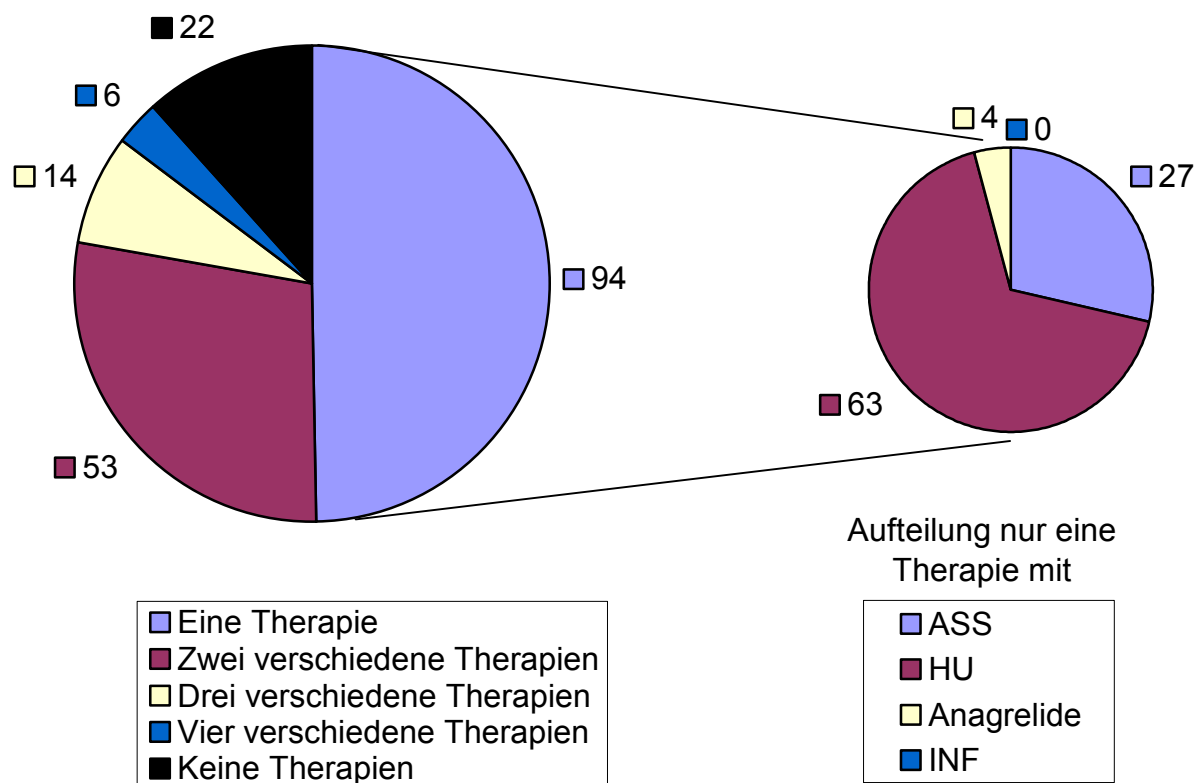 22
6
14
94
53
4
0
27
63
Aufteilung nur eine
Therapie mit
Eine Therapie
Zwei verschiedene Therapien
Drei verschiedene Therapien
Vier verschiedene Therapien
Keine Therapien
ASS
HU
Anagrelide
INF